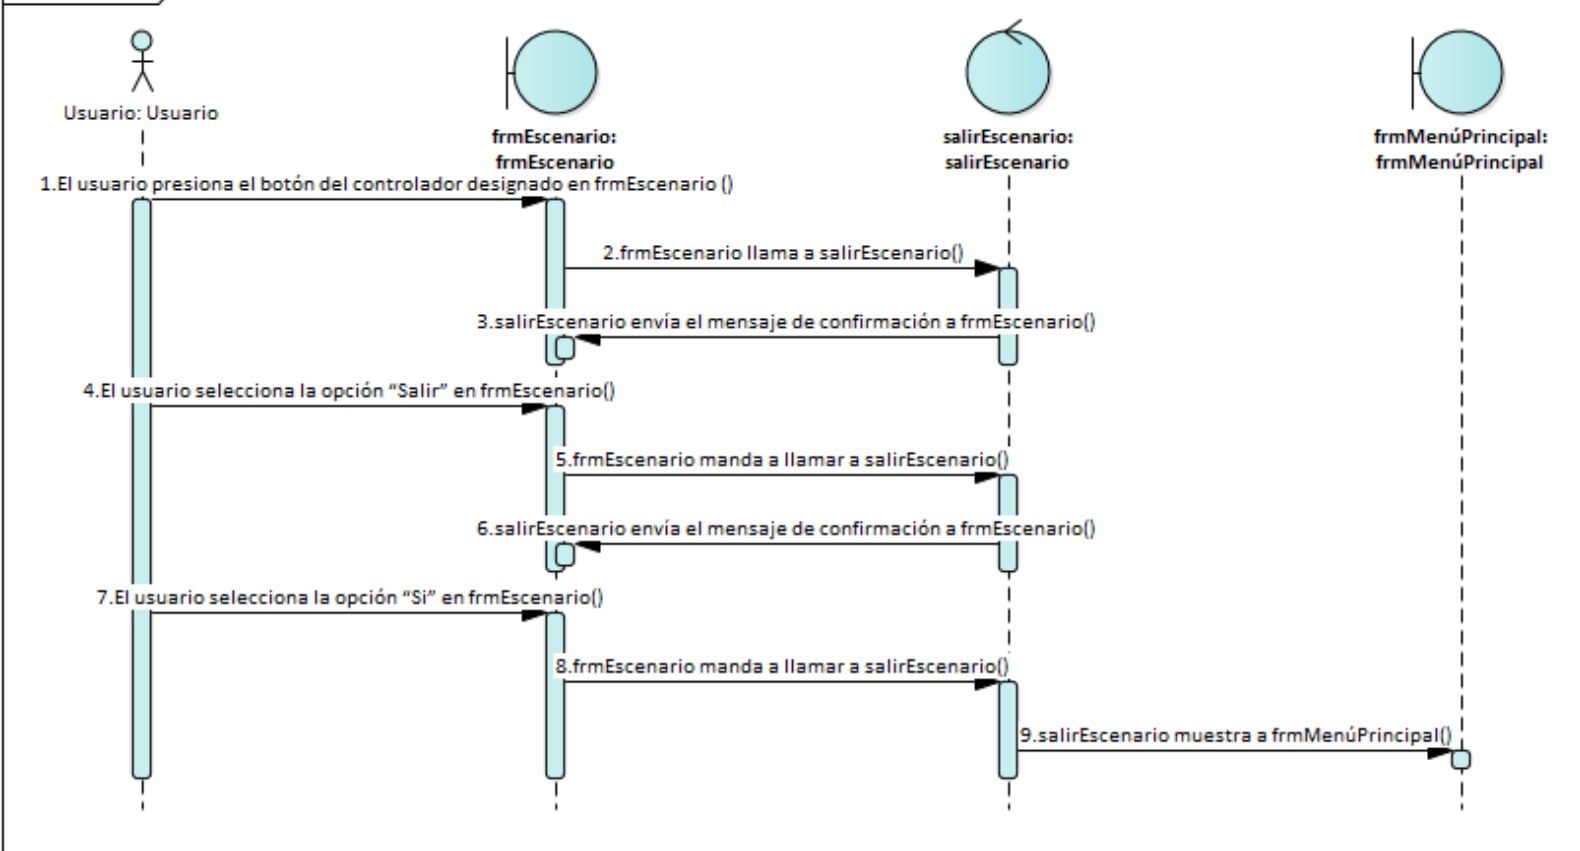 Usuario: Usuario
frmEscenario:
frmEscenario
salirEscenario:
salirEscenario
frmMenúPrincipal:
frmMenúPrincipal
1.El usuario presiona el botón del controlador designado en frmEscenario ()
2.frmEscenario llama a salirEscenario()
3.salirEscenario envía el mensaje de confirmación a frmEscenario()
4.El usuario selecciona la opción “Salir” en frmEscenario()
5.frmEscenario manda a llamar a salirEscenario()
6.salirEscenario envía el mensaje de confirmación a frmEscenario()
7.El usuario selecciona la opción “Si” en frmEscenario()
8.frmEscenario manda a llamar a salirEscenario()
9.salirEscenario muestra a frmMenúPrincipal()